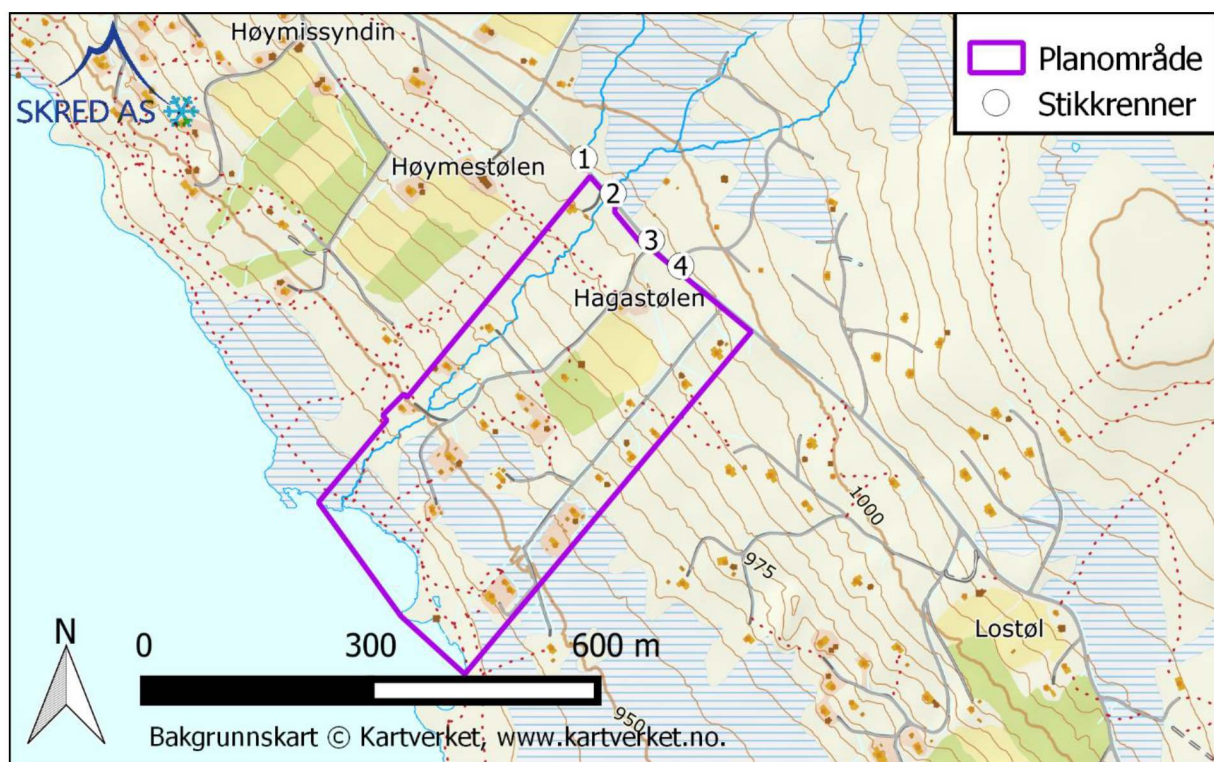 Høymissyndin
SKRED AS
Planområde
Stikkrenner
Høymestølen
1
2
3
4
Hagastølen
1000
975
Lostøl
950
N
0 300 600 m
Bakgrunnskart © Kartverket, www.kartverket.no.